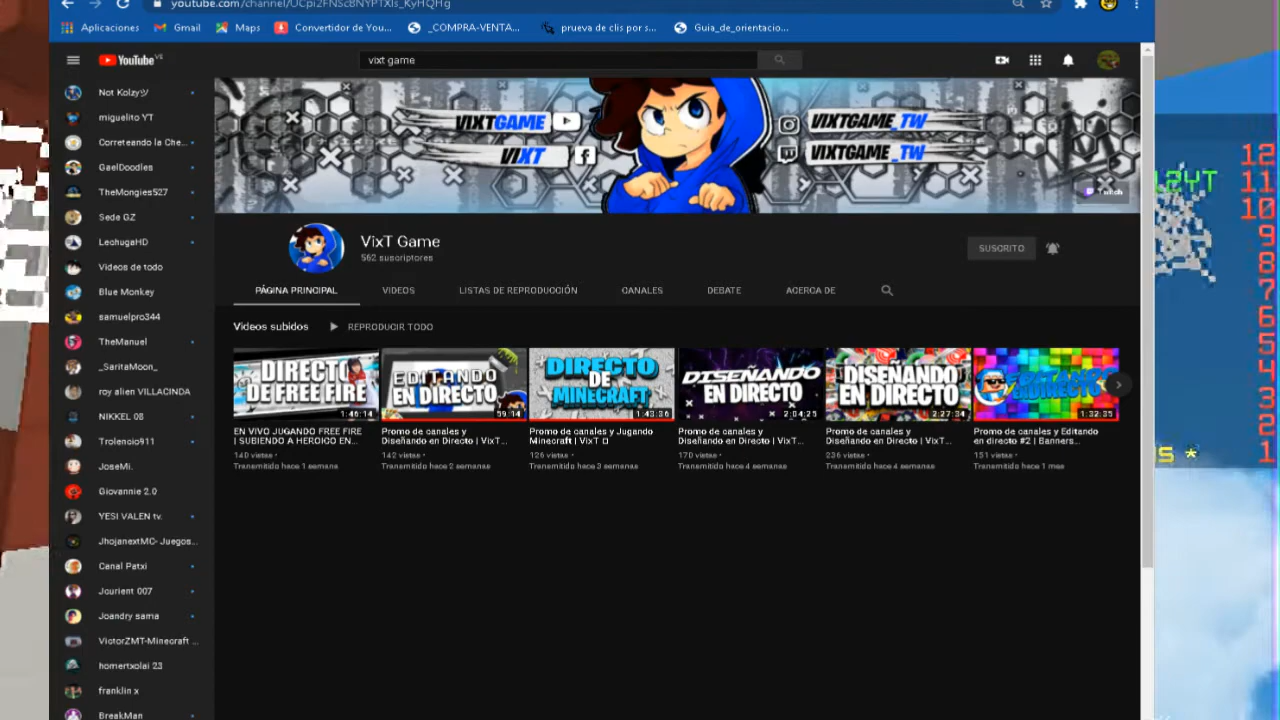 Aplicaciones
Gmail
Maps
Convertidor de You...
_COMPRA-VENTA...
prueva de clis por s...
Guia_de_orientacio...
YouTube VE
vixt game
Not Kolzyツ
miguelito YT
Correteando la Che...
GaelDoodles
TheMongies527
Sede GZ
LechugaHD
Videos de todo
Blue Monkey
samuelpro344
TheManuel
_SaritaMoon_
roy alien VILLACINDA
NIKKEL 08
Trolencio911
JoseMi.
Giovannie 2.0
YESI VALEN tv.
JhojanextMC- Juegos...
Canal Patxi
Jourient 007
Joandry sama
VictorZMT-Minecraft ...
homertxolai 23
franklin x
BreakMan
VIXTGAME
VIXT
VIXTGAME_TW
VIXTGAME_TW
Twitch
VixT Game
562 suscriptores
SUSCRITO
PÁGINA PRINCIPAL
VIDEOS
LISTAS DE REPRODUCCIÓN
CANALES
DEBATE
ACERCA DE
Videos subidos
REPRODUCIR TODO
DIRECTO
DE FREE FIRE
1:46:14
EN VIVO JUGANDO FREE FIRE
| SUBIENDO A HEROICO EN...
140 vistas •
Transmitido hace 1 semana
EDITANDO
EN DIRECTO
59:14
Promo de canales y
Diseñando en Directo | VixT...
142 vistas •
Transmitido hace 2 semanas
DIRECTO
DE
MINECRAFT
1:43:36
Promo de canales y Jugando
Minecraft | VixT
126 vistas •
Transmitido hace 3 semanas
DISEÑANDO
EN DIRECTO
2:04:25
Promo de canales y
Diseñando en Directo | VixT...
170 vistas •
Transmitido hace 4 semanas
DISEÑANDO
EN DIRECTO
2:27:34
Promo de canales y
Diseñando en Directo | VixT...
236 vistas •
Transmitido hace 4 semanas
1:32:35
Promo de canales y Editando
en directo #2 | Banners...
151 vistas •
Transmitido hace 1 mes
12
11
10
9
8
7
6
5
4
3
2
1